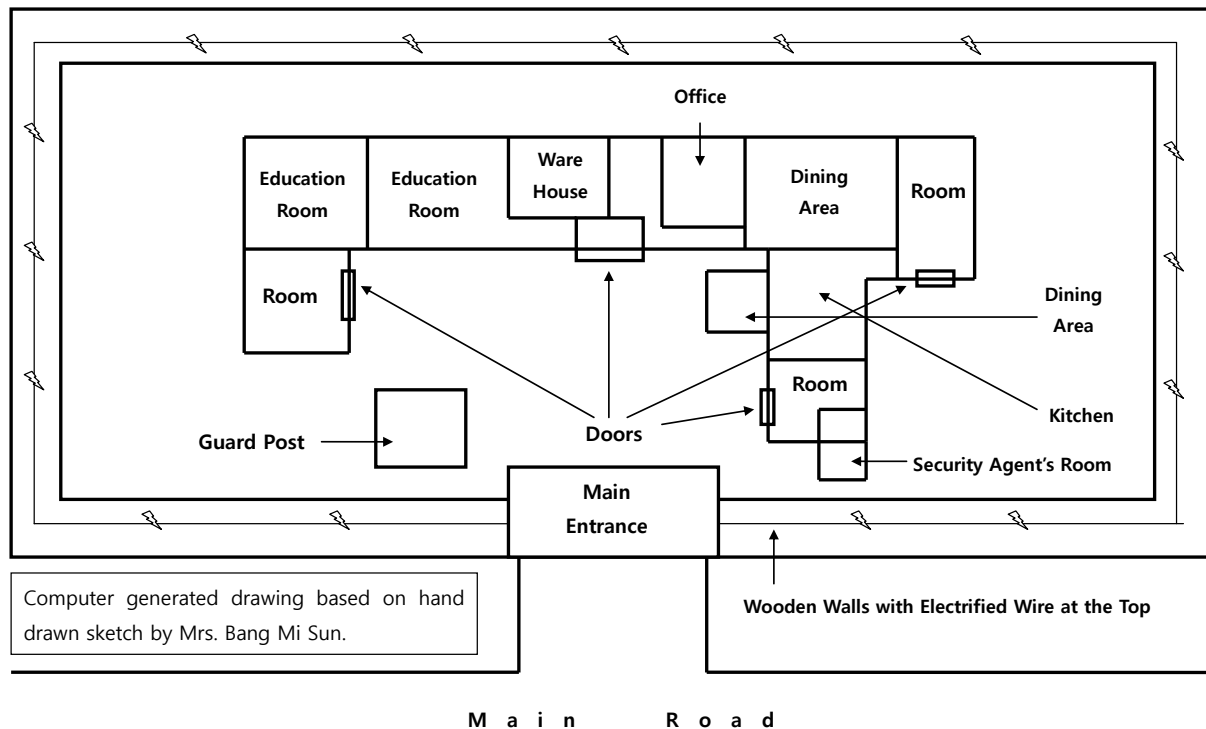 Office
Education
Room
Education
Room
Ware
House
Dining
Area
Room
Room
Dining
Area
Room
Kitchen
Guard Post
Doors
Security Agent's Room
Main
Entrance
Computer generated drawing based on hand
drawn sketch by Mrs. Bang Mi Sun.
Wooden Walls with Electrified Wire at the Top
Main Road